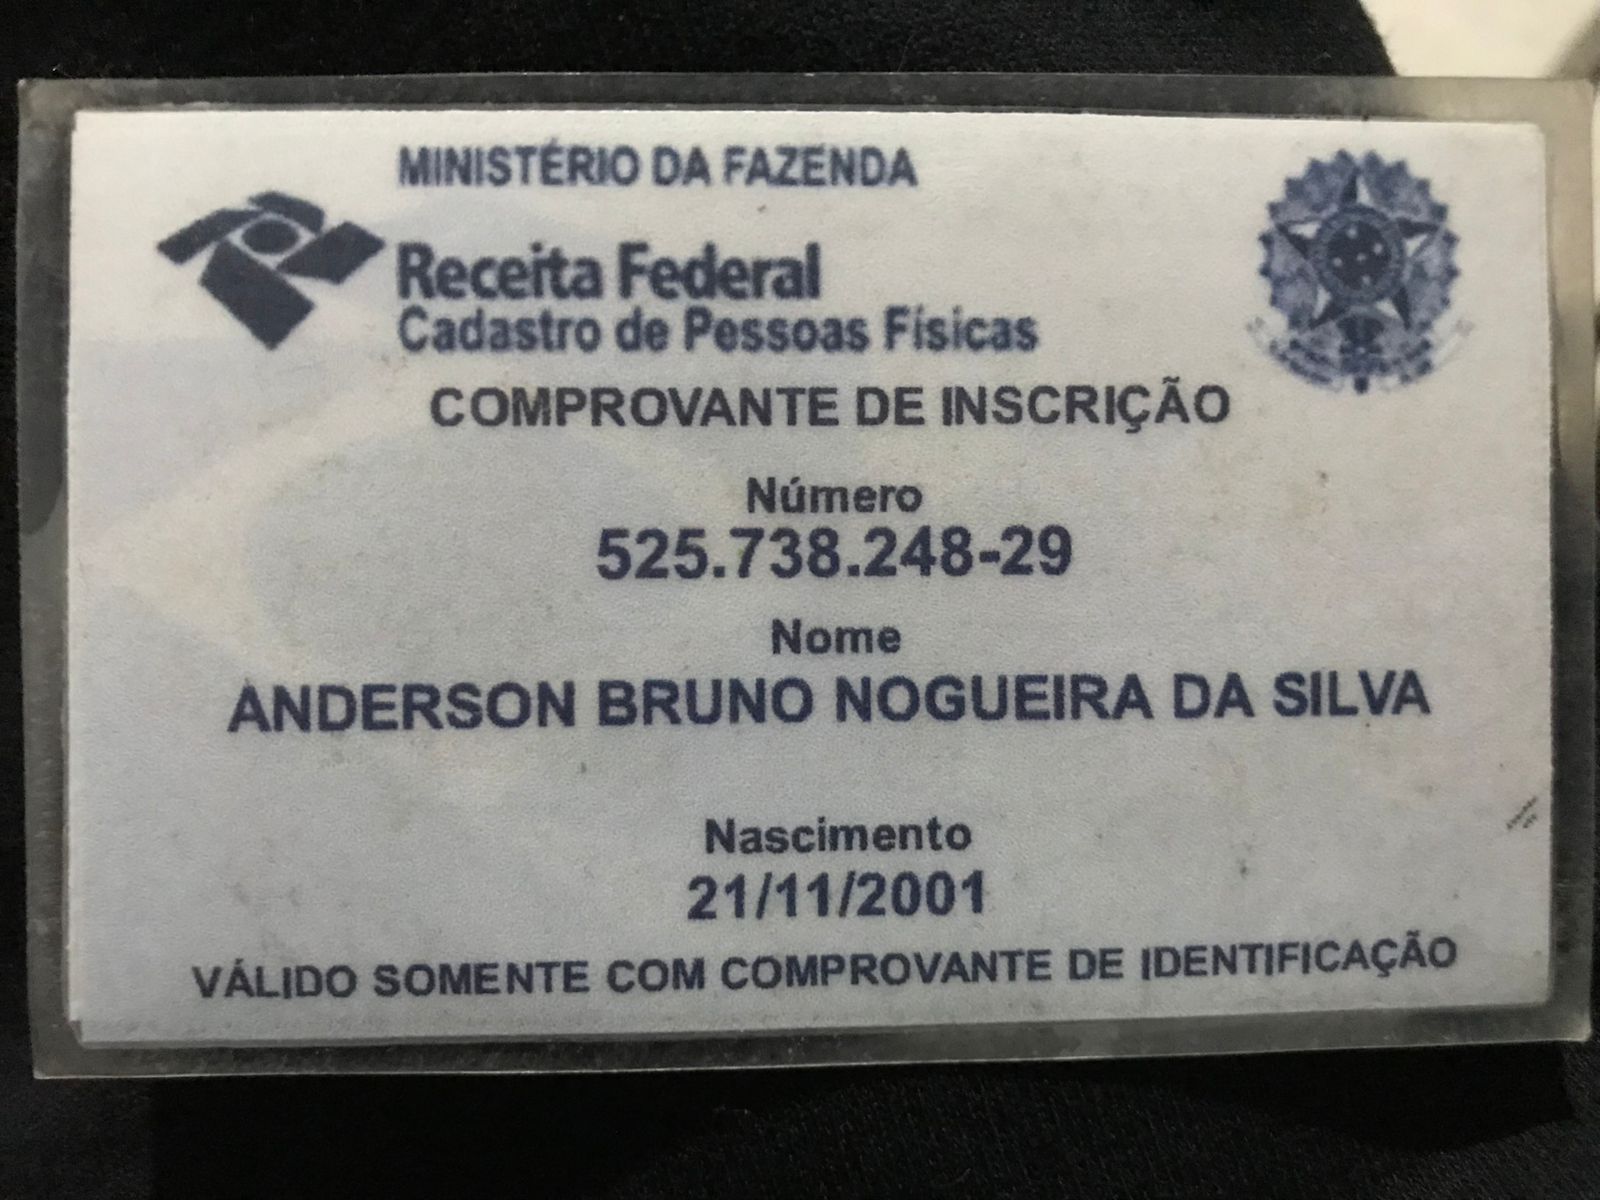 MINISTÉRIO DA FAZENDA
Receita Federal
Cadastro de Pessoas Físicas
COMPROVANTE DE INSCRIÇÃO
Número
525.738.248-29
Nome
ANDERSON BRUNO NOGUEIRA DA SILVA
Nascimento
21/11/2001
VÁLIDO SOMENTE COM COMPROVANTE DE IDENTIFICAÇÃO